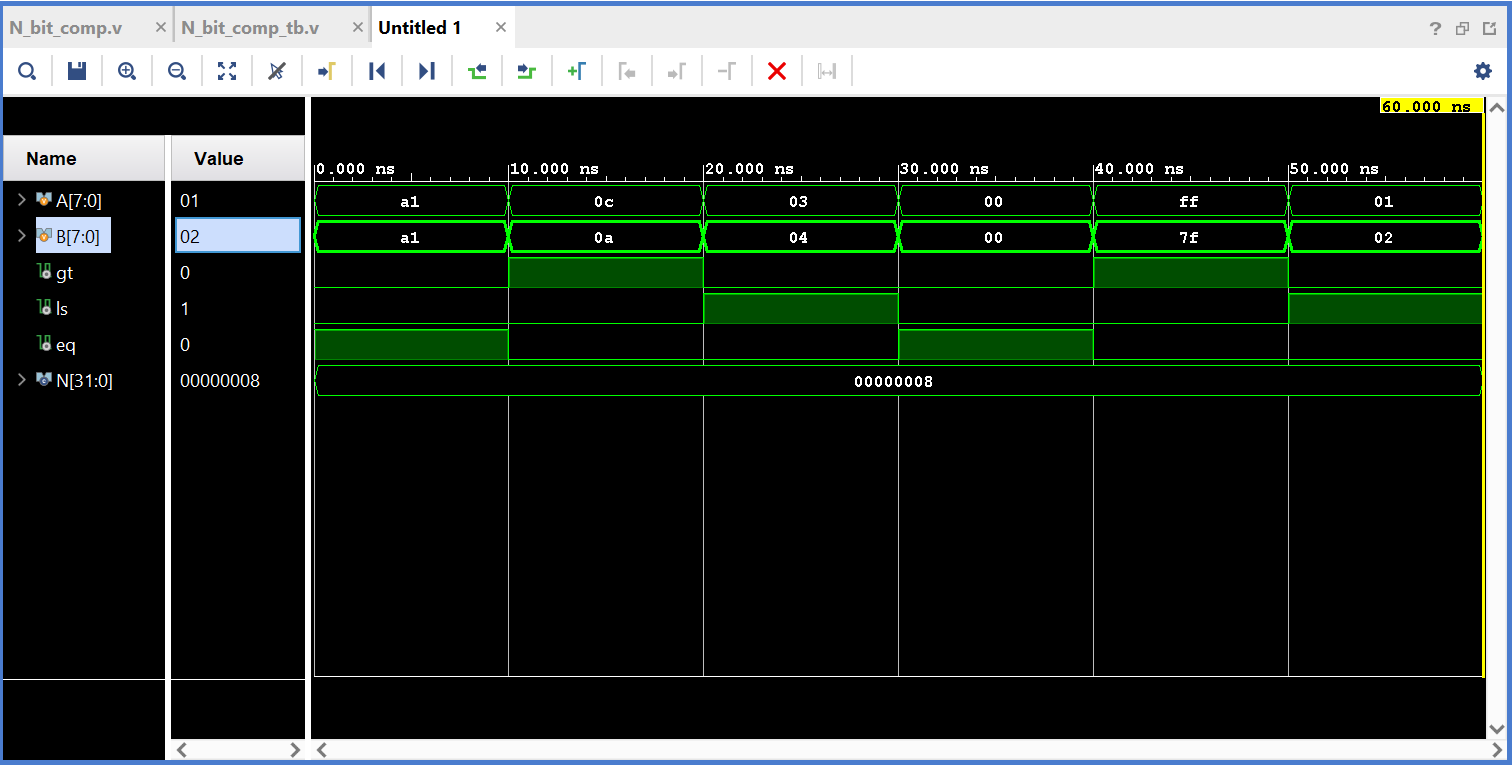 N_bit_comp.v × N_bit_comp_tb.v × Untitled 1 × ?
60.000 ns
Name Value
0.000 ns 10.000 ns 20.000 ns 30.000 ns 40.000 ns 50.000 ns
A[7:0] 01 a1 0c 03 00 ff 01
B[7:0] 02 a1 0a 04 00 7f 02
gt 0
ls 1
eq 0
N[31:0] 00000008 00000008